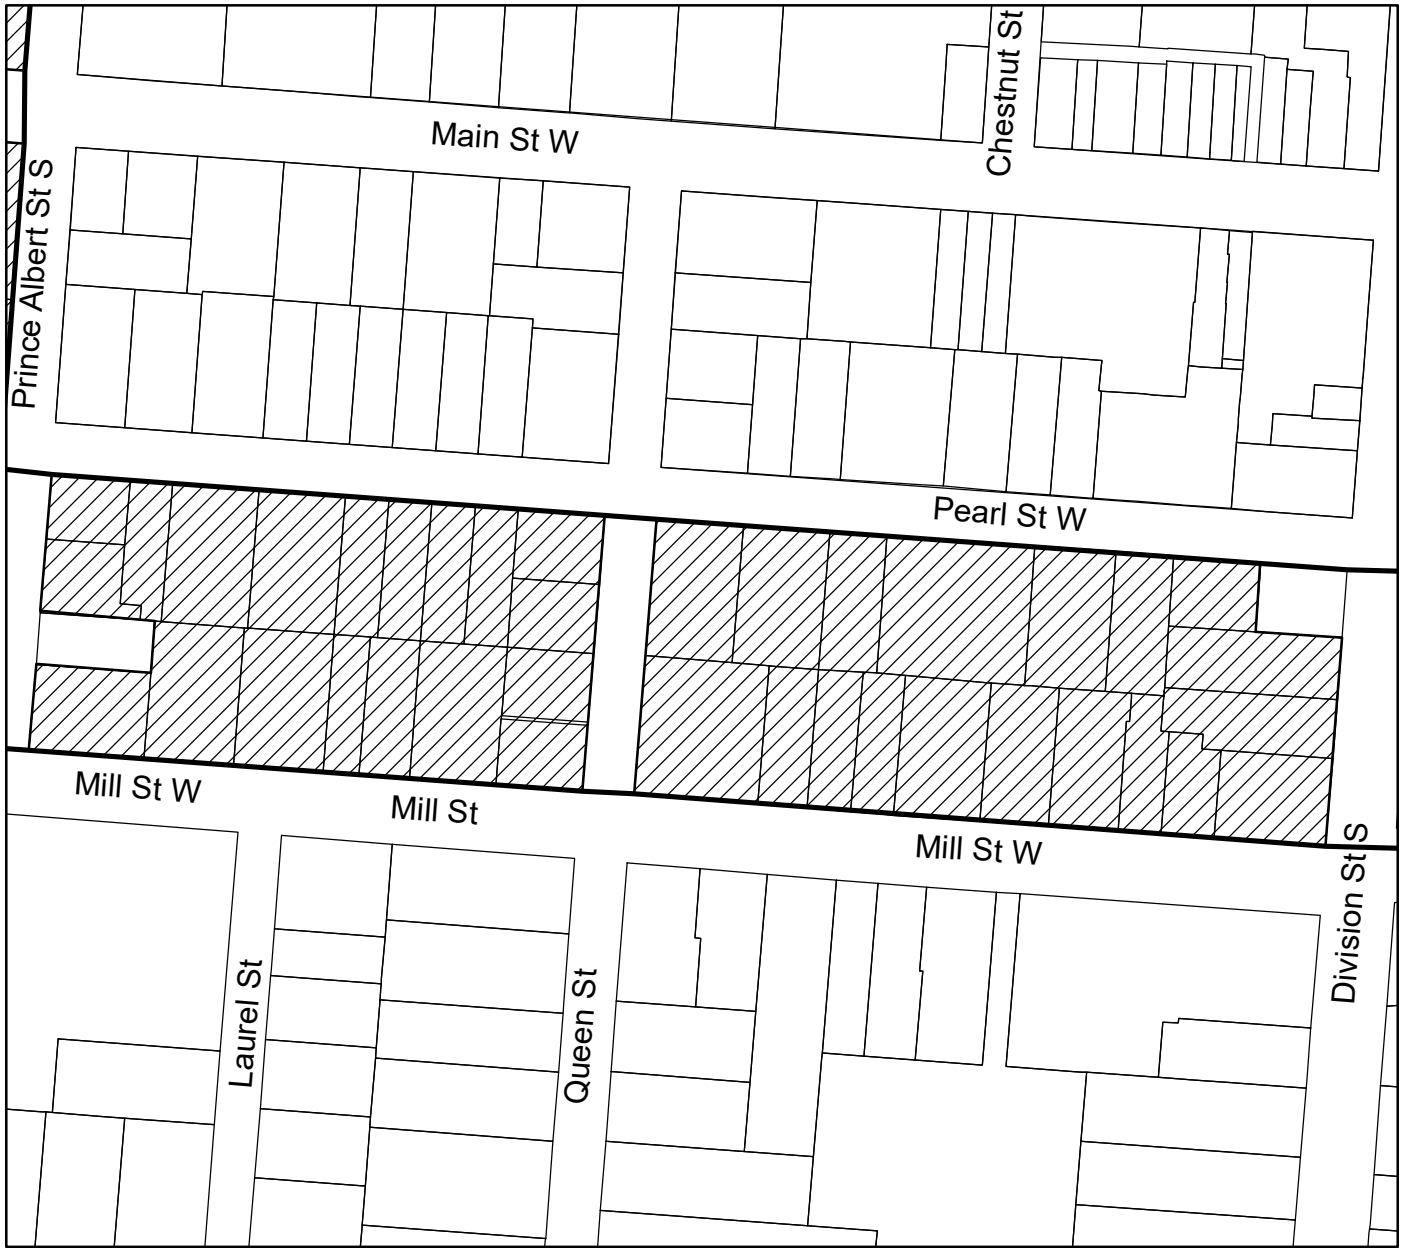 Chestnut St
Main St W
Prince Albert St S
Pearl St W
Mill St W
Mill St
Mill St W
Division St S
Laurel St
Queen St